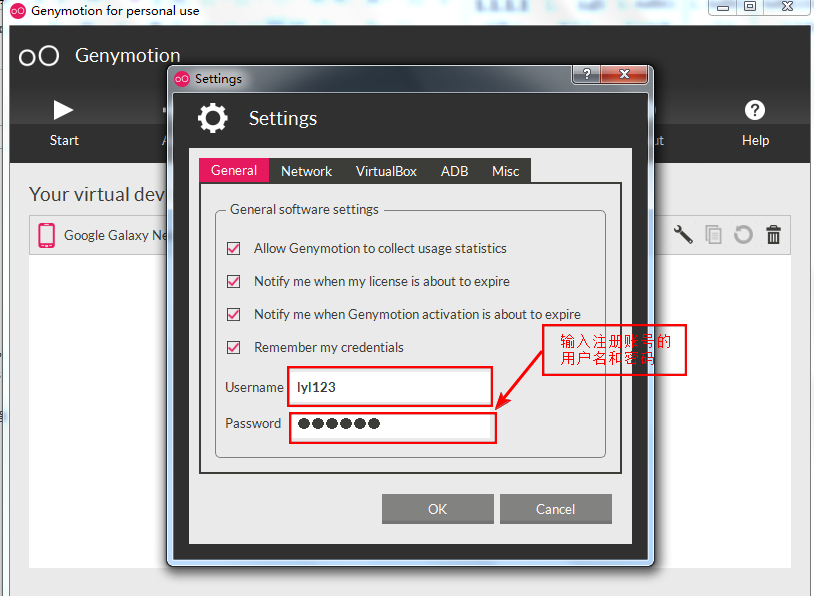 Genymotion for personal use
Genymotion
Settings
Settings
Start
Help
General Network VirtualBox ADB Misc
Your virtual dev
Google Galaxy Ne
General software settings
Allow Genymotion to collect usage statistics
Notify me when my license is about to expire
Notify me when Genymotion activation is about to expire
Remember my credentials
输入注册账号的
用户名和密码
Username lyl123
Password ●●●●●●
OK Cancel